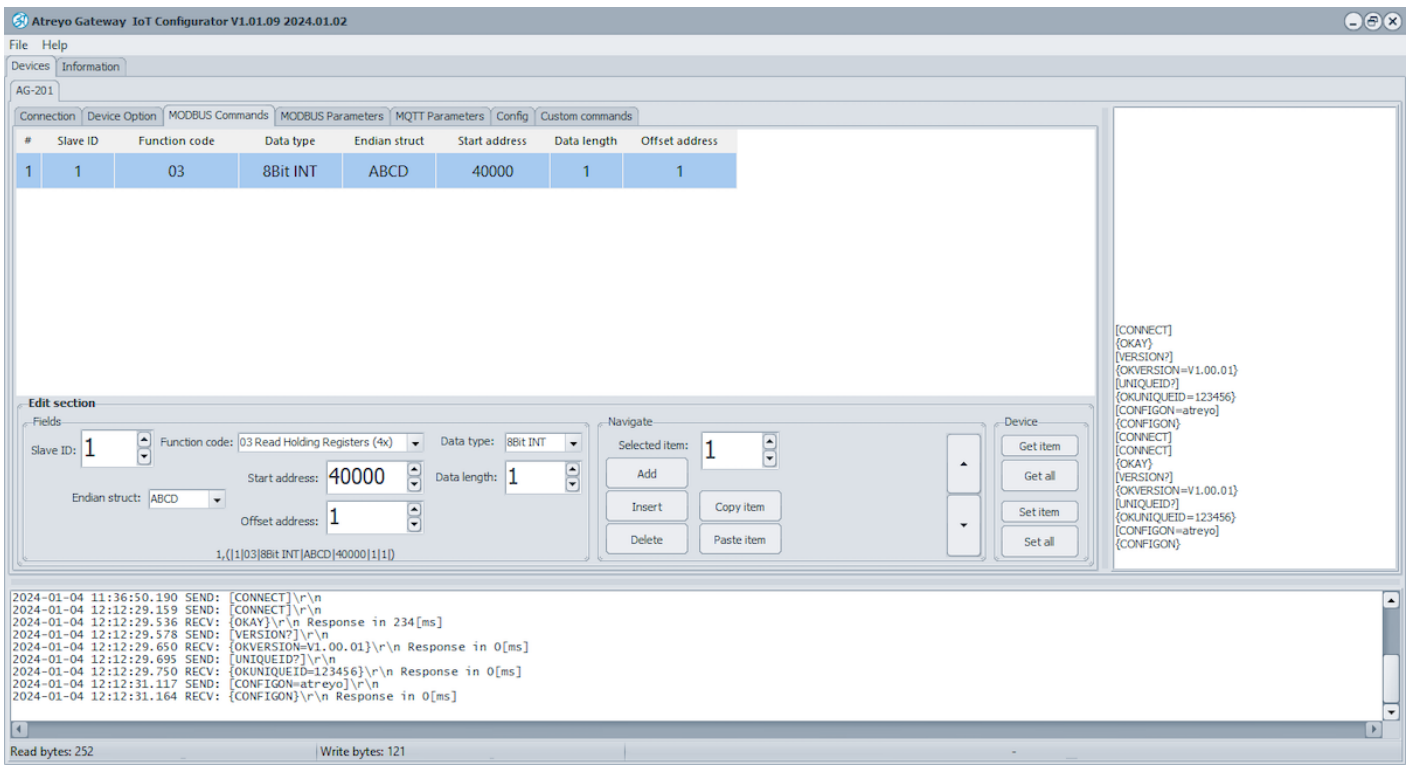 Atreyo Gateway IoT Configurator V1.01.09 2024.01.02
File Help
Devices Information
AG-201
Connection Device Option MODBUS Commands MODBUS Parameters MQTT Parameters Config Custom commands
# Slave ID Function code Data type Endian struct Start address Data length Offset address
1 1 03 8Bit INT ABCD 40000 1 1
[CONNECT]
{OKAY}
[VERSION?]
{OKVERSION=V1.00.01}
[UNIQUEID?]
{OKUNIQUEID=123456}
[CONFIGON=atreyo]
{CONFIGON}
[CONNECT]
[CONNECT]
{OKAY}
[VERSION?]
{OKVERSION=V1.00.01}
[UNIQUEID?]
{OKUNIQUEID=123456}
[CONFIGON=atreyo]
{CONFIGON}
Edit section
Fields
Slave ID: 1 Function code: 03 Read Holding Registers (4x) Data type: 8Bit INT
Start address: 40000 Data length: 1
Endian struct: ABCD
Offset address: 1
1,(|1|03|8Bit INT|ABCD|40000|1|1|)
Navigate
Selected item: 1
Add
Insert Copy item
Delete Paste item
Device
Get item
Get all
Set item
Set all
2024-01-04 11:36:50.190 SEND: [CONNECT]\r\n
2024-01-04 12:12:29.159 SEND: [CONNECT]\r\n
2024-01-04 12:12:29.536 RECV: {OKAY}\r\n Response in 234[ms]
2024-01-04 12:12:29.578 SEND: [VERSION?]\r\n
2024-01-04 12:12:29.650 RECV: {OKVERSION=V1.00.01}\r\n Response in 0[ms]
2024-01-04 12:12:29.695 SEND: [UNIQUEID?]\r\n
2024-01-04 12:12:29.750 RECV: {OKUNIQUEID=123456}\r\n Response in 0[ms]
2024-01-04 12:12:31.117 SEND: [CONFIGON=atreyo]\r\n
2024-01-04 12:12:31.164 RECV: {CONFIGON}\r\n Response in 0[ms]
Read bytes: 252 Write bytes: 121 -